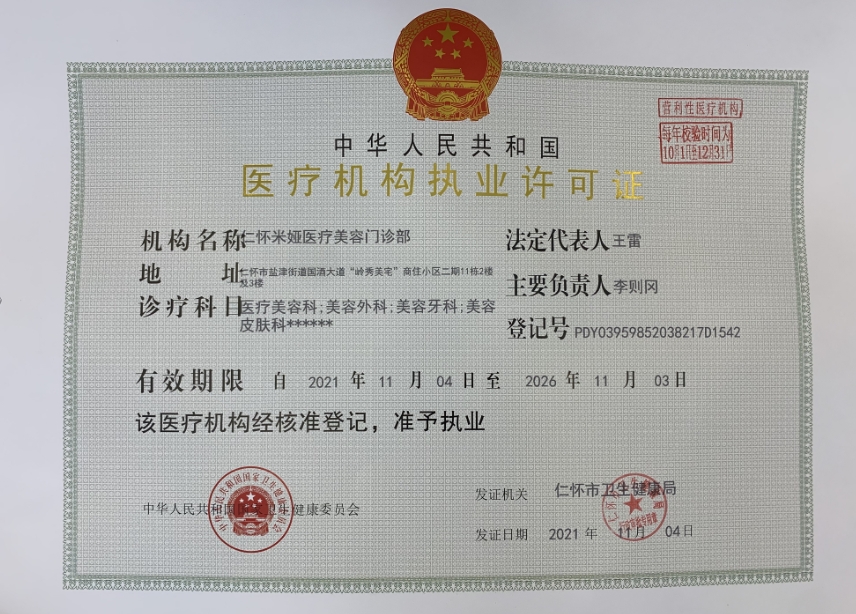 营利性医疗机构
每年校验时间为
10月1日至12月31日
中华人民共和国
医疗机构执业许可证
机构名称 仁怀米娅医疗美容门诊部
法定代表人 王雷
地 址 仁怀市盐津街道国酒大道“岭秀美宅”商住小区二期11栋2楼
及3楼
主要负责人 李则冈
诊疗科目 医疗美容科;美容外科;美容牙科;美容
皮肤科******
登记号 PDY03959852038217D1542
有效期限 自 2021 年 11 月 04 日 至 2026 年 11 月 03 日
该医疗机构经核准登记，准予执业
中华人民共和国国家卫生健康委员会
发证机关 仁怀市卫生健康局
发证日期 2021 年 11 月 04 日